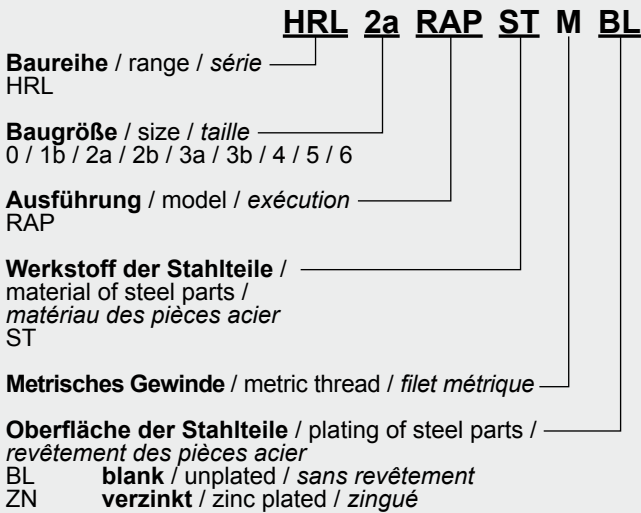 HRL 2a RAP ST M BL
Baureihe / range / série
HRL
Baugröße / size / taille
0 / 1b / 2a / 2b / 3a / 3b / 4 / 5 / 6
Ausführung / model / exécution
RAP
Werkstoff der Stahlteile /
material of steel parts /
matériau des pièces acier
ST
Metrisches Gewinde / metric thread / filet métrique
Oberfläche der Stahlteile / plating of steel parts /
revêtement des pièces acier
BL blank / unplated / sans revêtement
ZN verzinkt / zinc plated / zingué